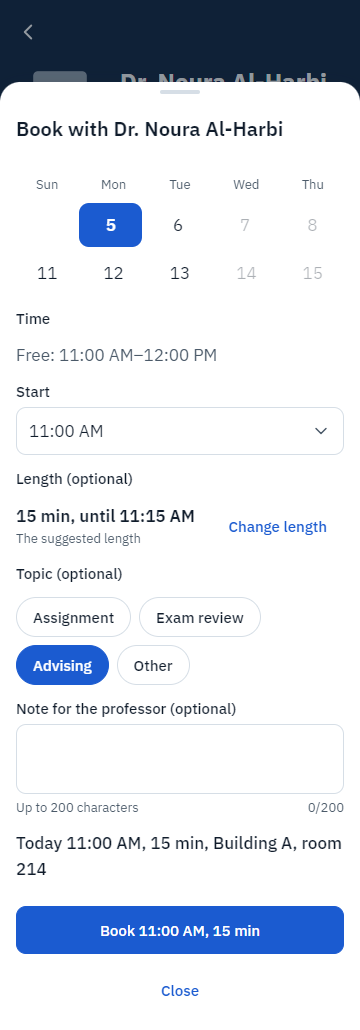 Dr. Noura Al-Harbi
Book with Dr. Noura Al-Harbi
Sun Mon Tue Wed Thu
5 6 7 8
11 12 13 14 15
Time
Free: 11:00 AM–12:00 PM
Start
11:00 AM
Length (optional)
15 min, until 11:15 AM
The suggested length
Change length
Topic (optional)
Assignment Exam review
Advising Other
Note for the professor (optional)
Up to 200 characters 0/200
Today 11:00 AM, 15 min, Building A, room
214
Book 11:00 AM, 15 min
Close